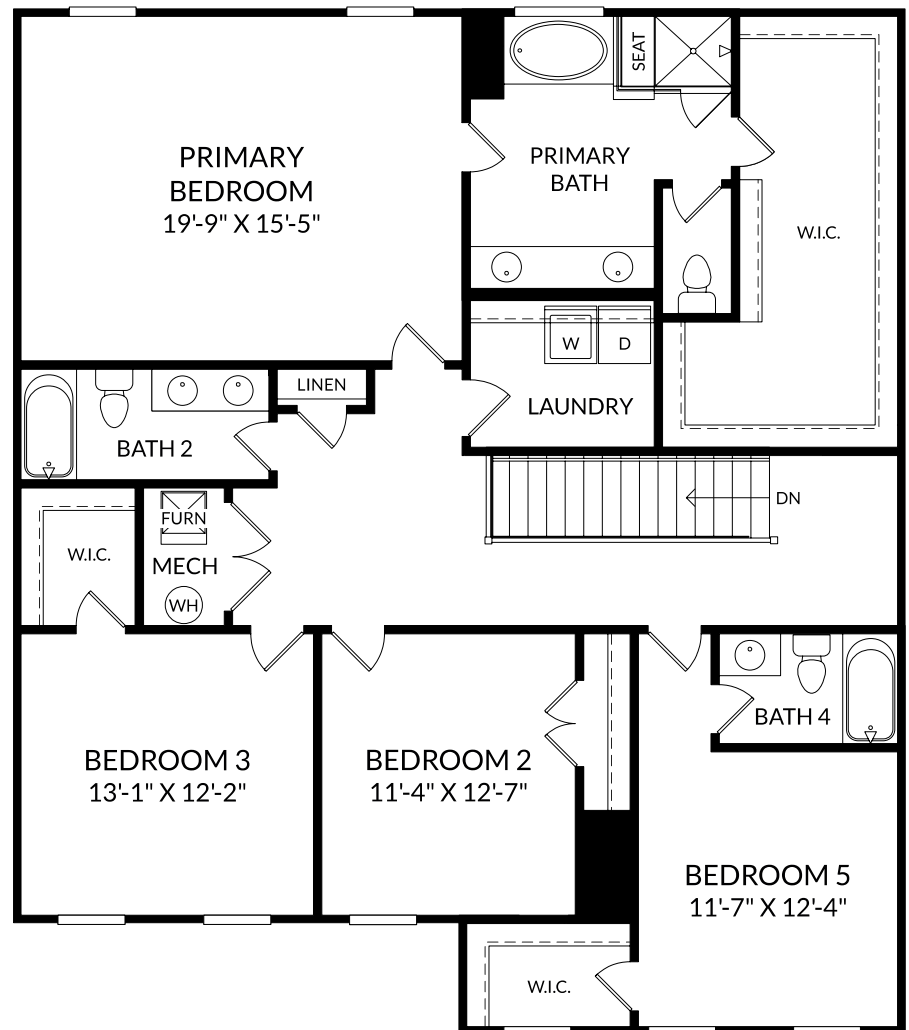 SEAT
PRIMARY
BEDROOM
19'-9" X 15'-5"
PRIMARY
BATH
W.I.C.
W
D
LINEN
LAUNDRY
BATH 2
DN
FURN
W.I.C.
MECH
WH
BATH 4
BEDROOM 3
13'-1" X 12'-2"
BEDROOM 2
11'-4" X 12'-7"
BEDROOM 5
11'-7" X 12'-4"
W.I.C.